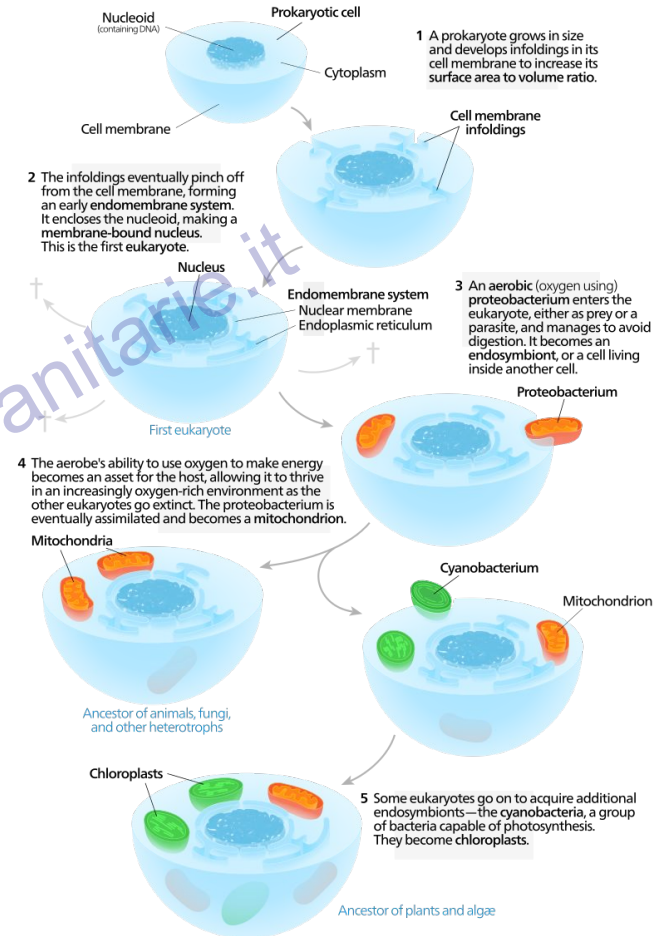 Nucleoid
(containing DNA)
Prokaryotic cell
Cytoplasm
Cell membrane
1 A prokaryote grows in size
and develops infoldings in its
cell membrane to increase its
surface area to volume ratio.
Cell membrane
infoldings
2 The infoldings eventually pinch off
from the cell membrane, forming
an early endomembrane system.
It encloses the nucleoid, making a
membrane-bound nucleus.
This is the first eukaryote.
Nucleus
Endomembrane system
Nuclear membrane
Endoplasmic reticulum
First eukaryote
3 An aerobic (oxygen using)
proteobacterium enters the
eukaryote, either as prey or a
parasite, and manages to avoid
digestion. It becomes an
endosymbiont, or a cell living
inside another cell.
Proteobacterium
4 The aerobe's ability to use oxygen to make energy
becomes an asset for the host, allowing it to thrive
in an increasingly oxygen-rich environment as the
other eukaryotes go extinct. The proteobacterium is
eventually assimilated and becomes a mitochondrion.
Mitochondria
Ancestor of animals, fungi,
and other heterotrophs
Cyanobacterium
Mitochondrion
Chloroplasts
5 Some eukaryotes go on to acquire additional
endosymbionts—the cyanobacteria, a group
of bacteria capable of photosynthesis.
They become chloroplasts.
Ancestor of plants and algæ
anitarie.it